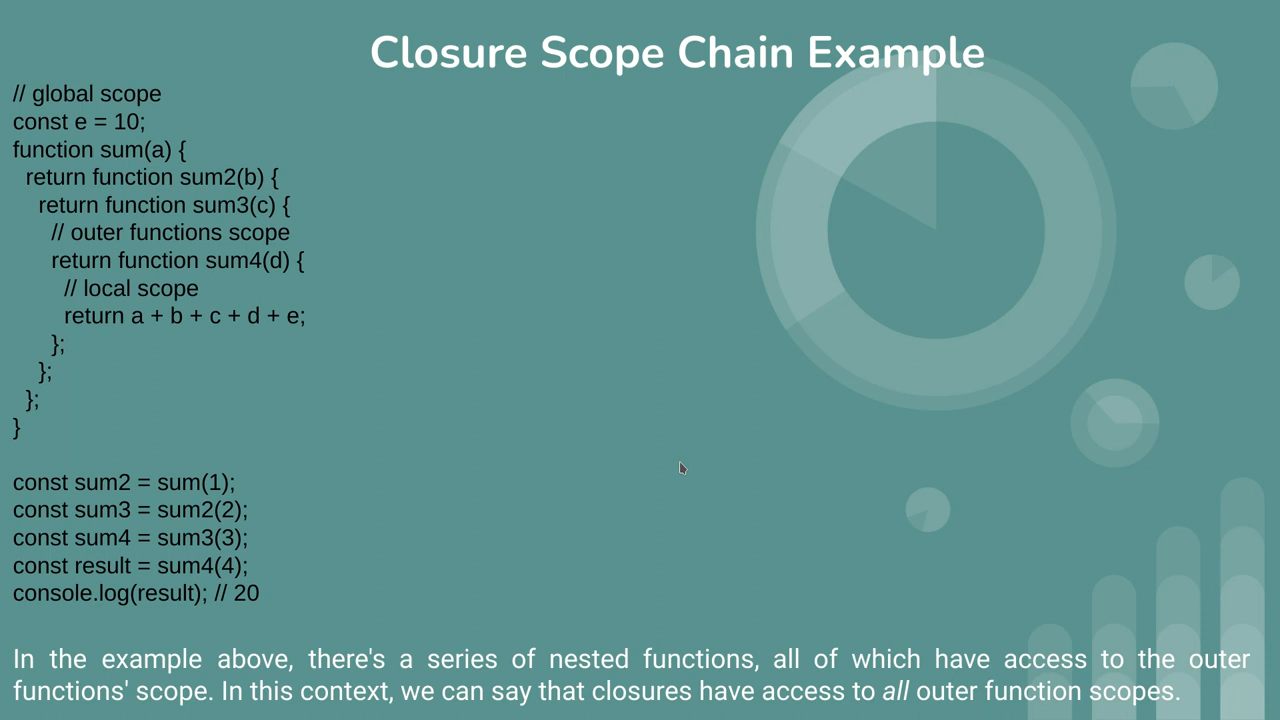 Closure Scope Chain Example
// global scope
const e = 10;
function sum(a) {
  return function sum2(b) {
    return function sum3(c) {
      // outer functions scope
      return function sum4(d) {
        // local scope
        return a + b + c + d + e;
      };
    };
  };
}

const sum2 = sum(1);
const sum3 = sum2(2);
const sum4 = sum3(3);
const result = sum4(4);
console.log(result); // 20

In the example above, there's a series of nested functions, all of which have access to the outer
functions' scope. In this context, we can say that closures have access to all outer function scopes.